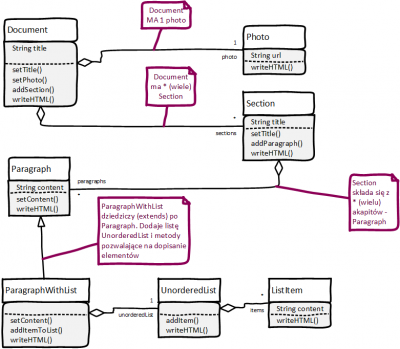 Document
String title
setTitle()
setPhoto()
addSection()
writeHTML()
Document
MA 1 photo
1
photo
Photo
String url
writeHTML()
Document
ma * (wiele)
Section
*
sections
Section
String title
setTitle()
addParagraph()
writeHTML()
Paragraph
String content
setContent()
writeHTML()
paragraphs
*
Section
składa się z
* (wielu)
akapitów -
Paragraph
ParagraphWithList
dziedziczy (extends) po
Paragraph. Dodaje listę
UnorderedList i metody
pozwalające na dopisanie
elementów
ParagraphWithList
setContent()
addItemToList()
writeHTML()
1
unorderedList
UnorderedList
addItem()
writeHTML()
*
Items
ListItem
String content
writeHTML()